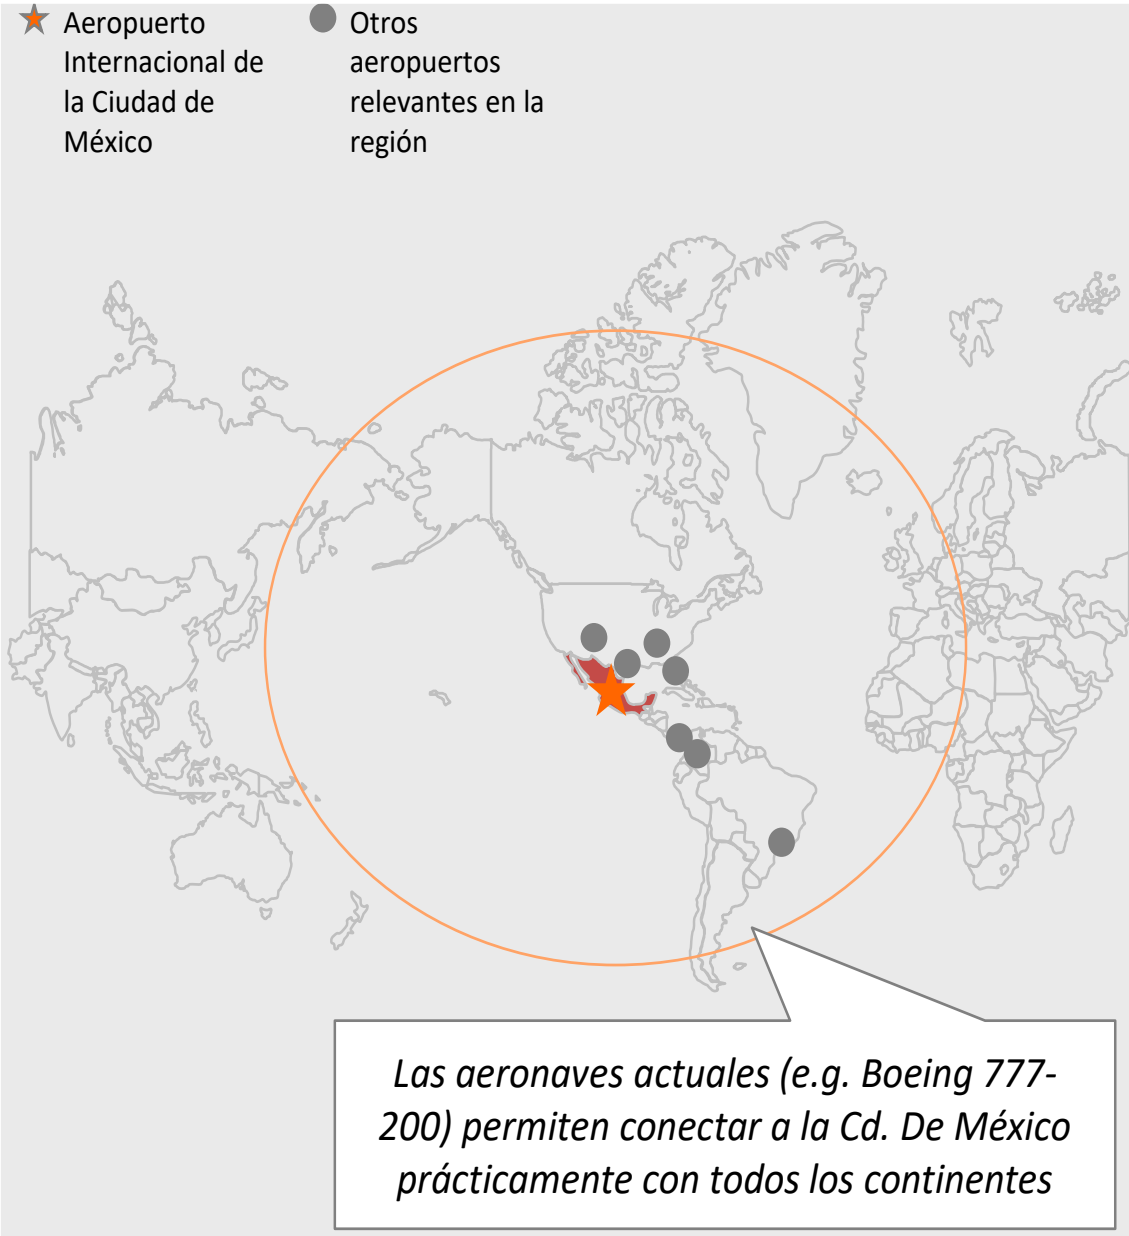 Aeropuerto
Internacional de
la Ciudad de
México
Otros
aeropuertos
relevantes en la
región
Las aeronaves actuales (e.g. Boeing 777-
200) permiten conectar a la Cd. De México
prácticamente con todos los continentes